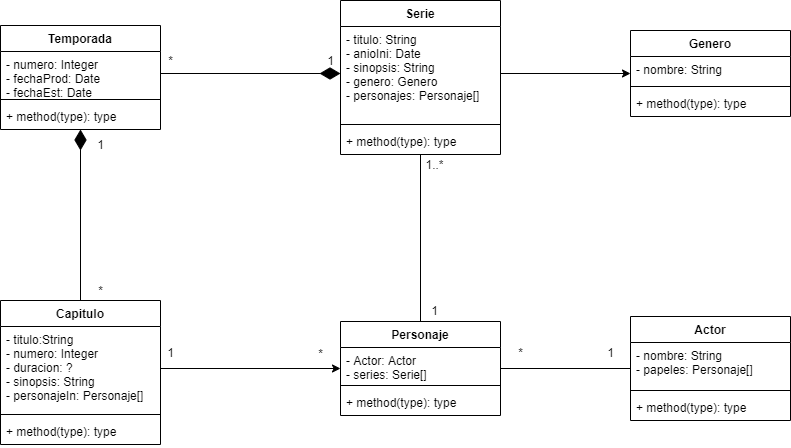 Temporada
- numero: Integer
- fechaProd: Date
- fechaEst: Date
+ method(type): type
*
1
1
Serie
- titulo: String
- anioIni: Date
- sinopsis: String
- genero: Genero
- personajes: Personaje[]
+ method(type): type
1..*
Genero
- nombre: String
+ method(type): type
*
Capitulo
- titulo:String
- numero: Integer
- duracion: ?
- sinopsis: String
- personajeIn: Personaje[]
+ method(type): type
1
*
1
Personaje
- Actor: Actor
- series: Serie[]
+ method(type): type
*
1
Actor
- nombre: String
- papeles: Personaje[]
+ method(type): type